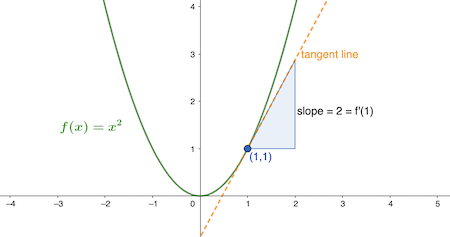 4
3
tangent line
2
slope = 2 = f'(1)
f(x) = x²
1
(1,1)
−4 −3 −2 −1 0 1 2 3 4 5